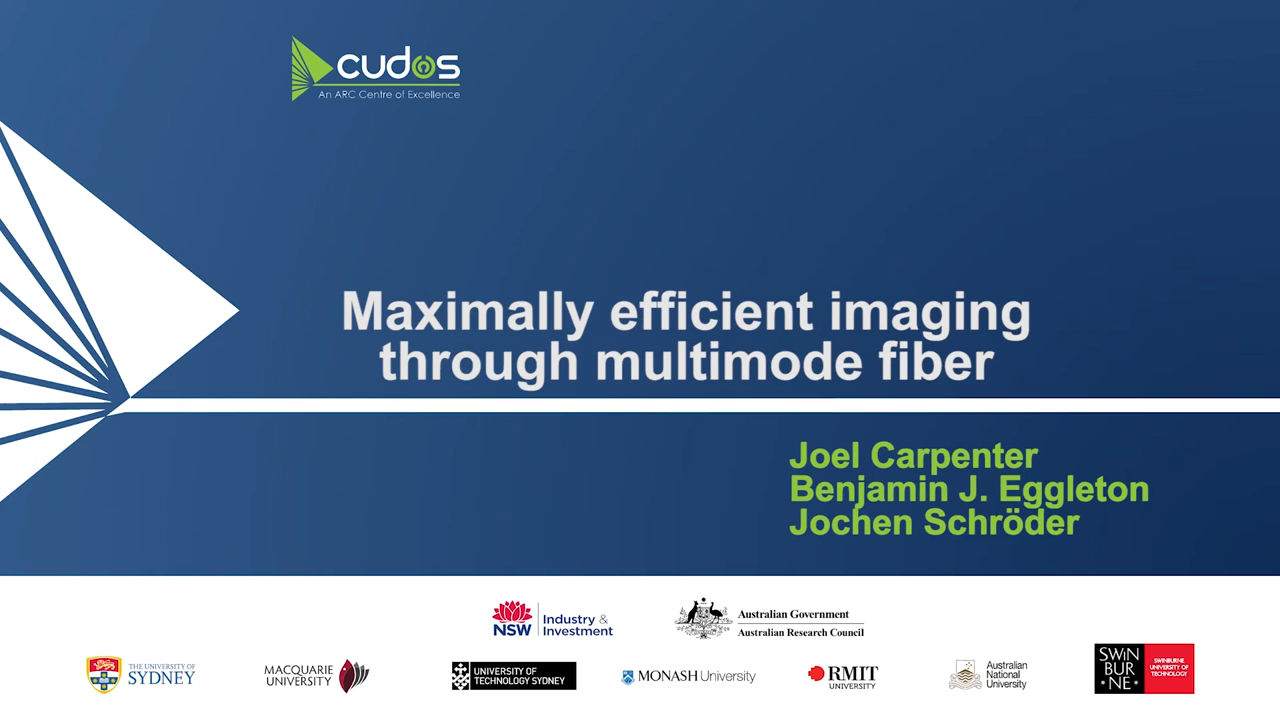 cudos
An ARC Centre of Excellence
Maximally efficient imaging
through multimode fiber
Joel Carpenter
Benjamin J. Eggleton
Jochen Schröder
NSW
Industry &
Investment
Australian Government
Australian Research Council
THE UNIVERSITY OF
SYDNEY
MACQUARIE
UNIVERSITY
UNIVERSITY OF
TECHNOLOGY SYDNEY
MONASH University
RMIT
UNIVERSITY
Australian
National
University
SWiN
BUR
*NE*
SWINBURNE
UNIVERSITY OF
TECHNOLOGY